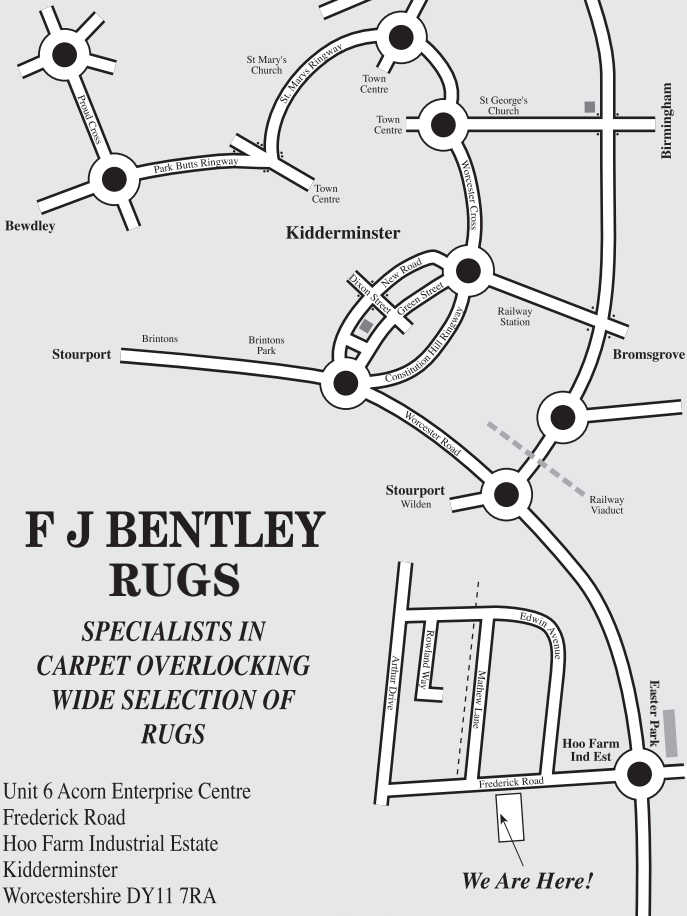 St Mary's
Church
St. Marys Ringway
Town
Centre
St George's
Church
Town
Centre
Birmingham
Proud Cross
Park Butts Ringway
Town
Centre
Worcester Cross
Bewdley
Kidderminster
New Road
Dixon Street
Green Street
Constitution Hill Ringway
Railway
Station
Brintons
Brintons
Park
Stourport
Bromsgrove
Worcester Road
Stourport
Wilden
Railway
Viaduct
F J BENTLEY
RUGS
SPECIALISTS IN
CARPET OVERLOCKING
WIDE SELECTION OF
RUGS
Edwin Avenue
Rowland Way
Arthur Drive
Mathew Lane
Easter Park
Hoo Farm
Ind Est
Frederick Road
Unit 6 Acorn Enterprise Centre
Frederick Road
Hoo Farm Industrial Estate
Kidderminster
Worcestershire DY11 7RA
We Are Here!